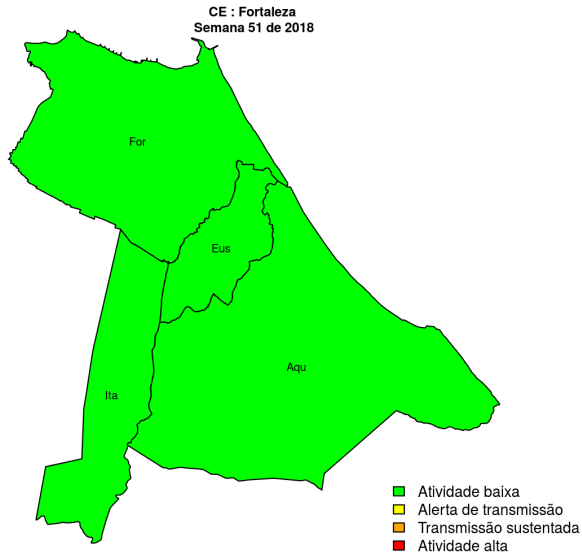 CE : Fortaleza
Semana 51 de 2018
For
Eus
Aqu
Ita
Atividade baixa
Alerta de transmissão
Transmissão sustentada
Atividade alta